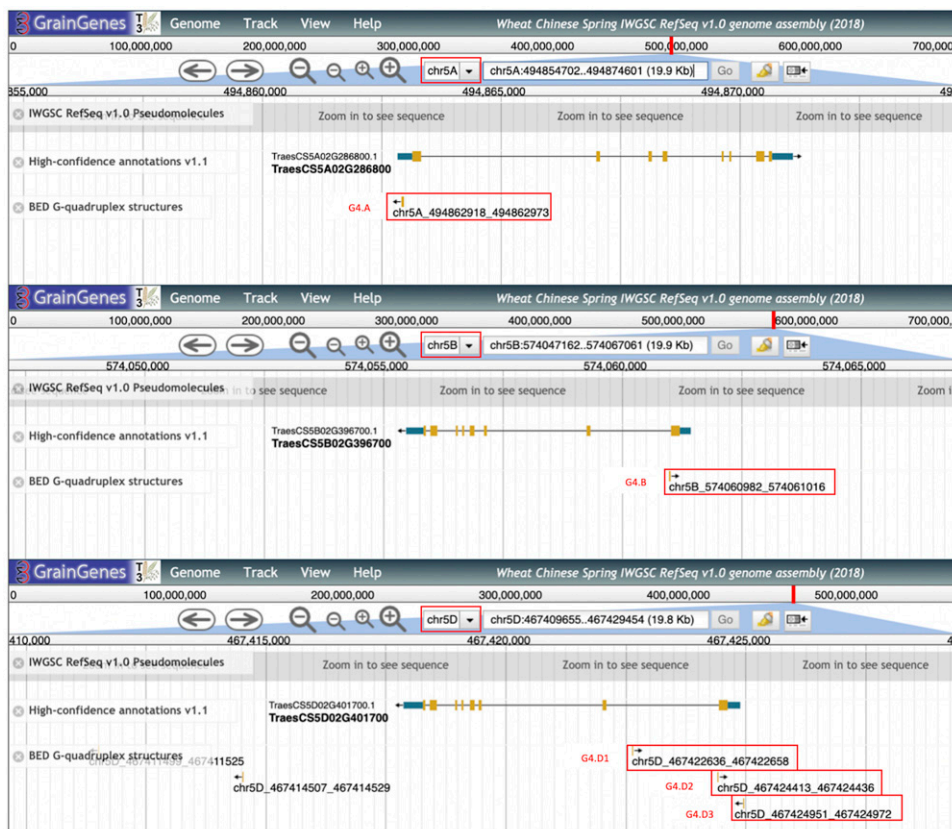 GrainGenes T3 Genome Track View Help Wheat Chinese Spring IWGSC RefSeq v1.0 genome assembly (2018)
0 100,000,000 200,000,000 300,000,000 400,000,000 500,000,000 600,000,000 700,000,
chr5A chr5A:494854702..494874601 (19.9 Kb) Go
355,000 494,860,000 494,865,000 494,870,000 49
IWGSC RefSeq v1.0 Pseudomolecules Zoom in to see sequence Zoom in to see sequence Zoom in to see sequence
High-confidence annotations v1.1 TraesCS5A02G286800.1
TraesCS5A02G286800
BED G-quadruplex structures G4.A chr5A_494862918_494862973
GrainGenes T3 Genome Track View Help Wheat Chinese Spring IWGSC RefSeq v1.0 genome assembly (2018)
0 100,000,000 200,000,000 300,000,000 400,000,000 500,000,000 600,000,000 700,000,
chr5B chr5B:574047162..574067061 (19.9 Kb) Go
574,050,000 574,055,000 574,060,000 574,065,000
IWGSC RefSeq v1.0 Pseudomolecules in to see sequence Zoom in to see sequence Zoom in to see sequence Zoom in
High-confidence annotations v1.1 TraesCS5B02G396700.1
TraesCS5B02G396700
BED G-quadruplex structures G4.B chr5B_574060982_574061016
GrainGenes T3 Genome Track View Help Wheat Chinese Spring IWGSC RefSeq v1.0 genome assembly (2018)
0 100,000,000 200,000,000 300,000,000 400,000,000 500,000,000
chr5D chr5D:467409655..467429454 (19.8 Kb) Go
410,000 467,415,000 467,420,000 467,425,000 4
IWGSC RefSeq v1.0 Pseudomolecules Zoom in to see sequence Zoom in to see sequence Zoom in to see sequence
High-confidence annotations v1.1 TraesCS5D02G401700.1
TraesCS5D02G401700
BED G-quadruplex structures G4.D1 chr5D_467422636_467422658
chr5D_467411499_467411525
chr5D_467414507_467414529 G4.D2 chr5D_467424413_467424436
G4.D3 chr5D_467424951_467424972